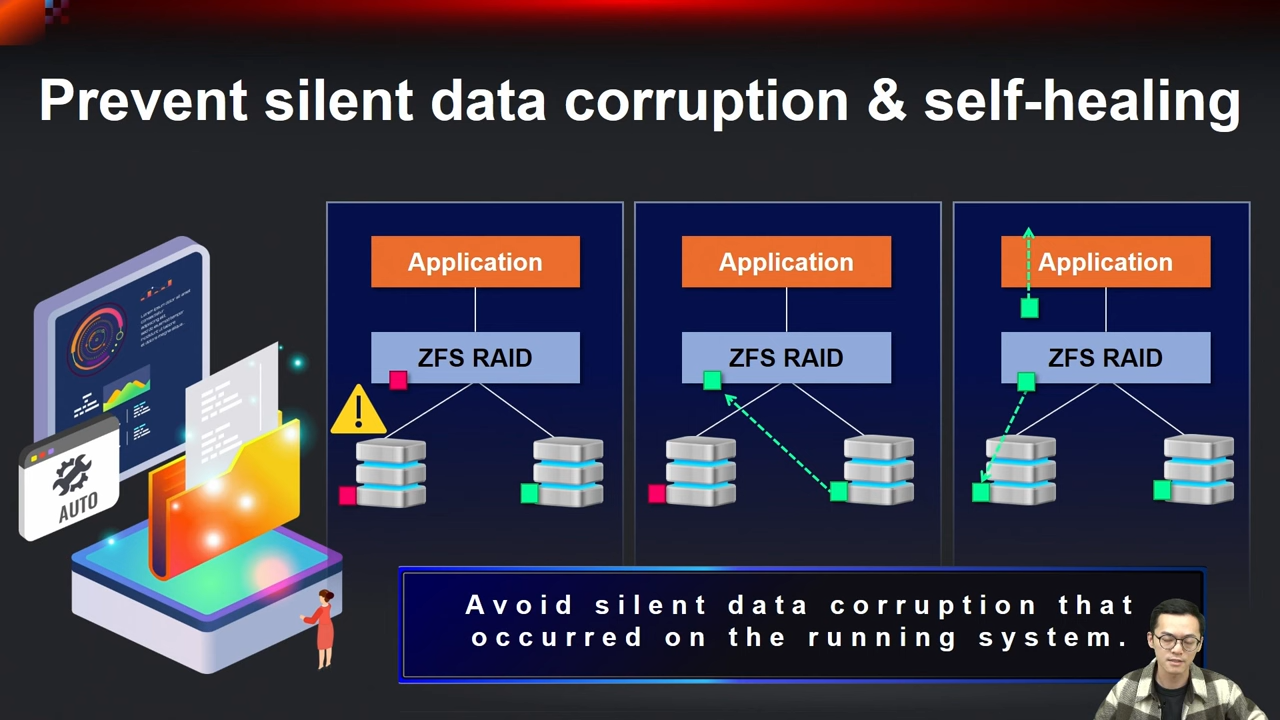 Prevent silent data corruption & self-healing
Application
ZFS RAID
Application
ZFS RAID
Application
ZFS RAID
AUTO
Avoid silent data corruption that
occurred on the running system.